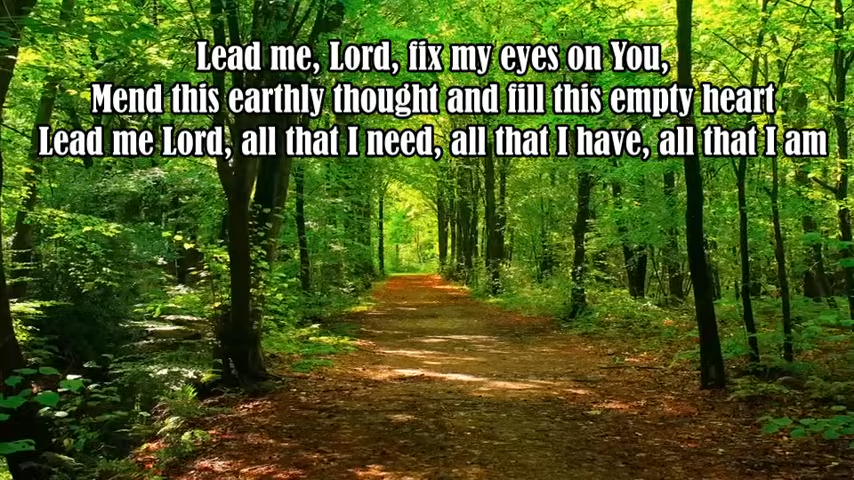 Lead me, Lord, fix my eyes on You,
Mend this earthly thought and fill this empty heart
Lead me Lord, all that I need, all that I have, all that I am